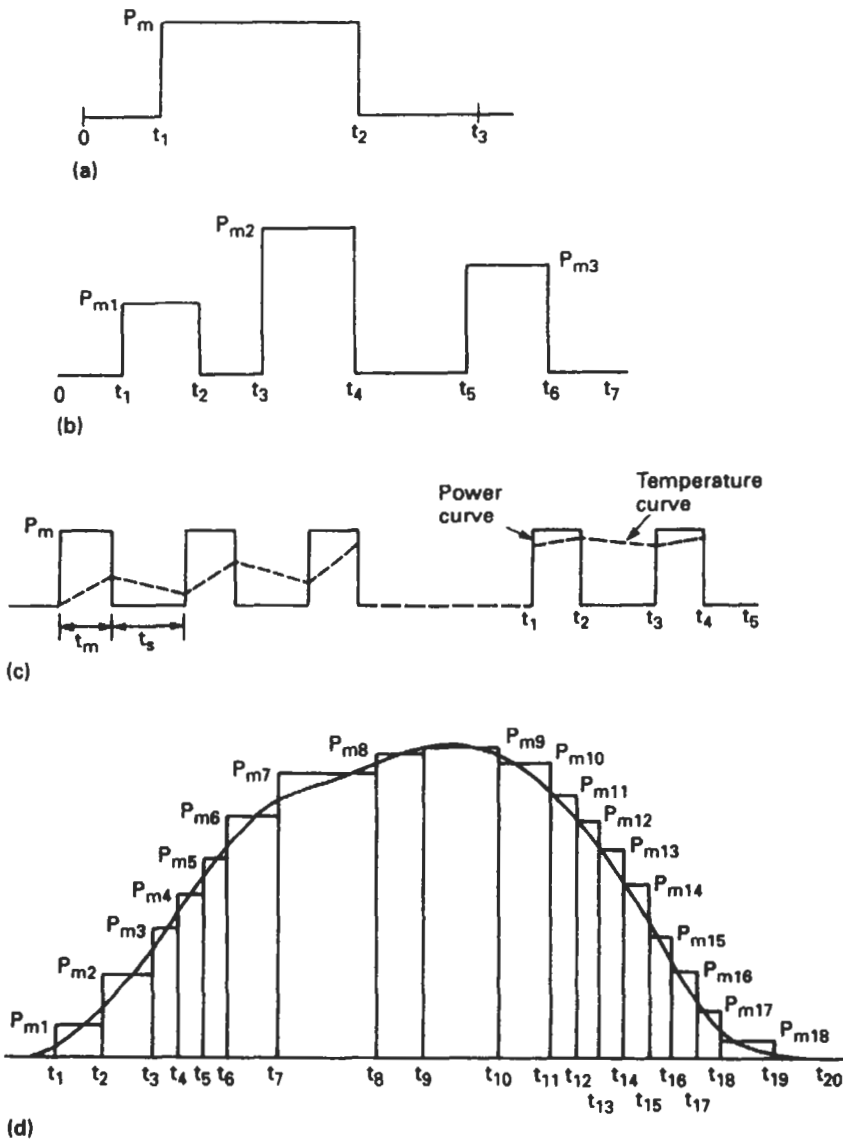 Pm
0 t1 t2 t3
(a)
Pm2
Pm3
Pm1
0 t1 t2 t3 t4 t5 t6 t7
(b)
Power curve
Temperature curve
Pm
t1 t2 t3 t4 t5
tm ts
(c)
Pm8 Pm9
Pm7 Pm10
Pm11
Pm6 Pm12
Pm5 Pm13
Pm4 Pm14
Pm3 Pm15
Pm2 Pm16
Pm1 Pm17
Pm18
t1 t2 t3 t4 t5 t6 t7 t8 t9 t10 t11 t12 t14 t16 t18 t19 t20
t13 t15 t17
(d)